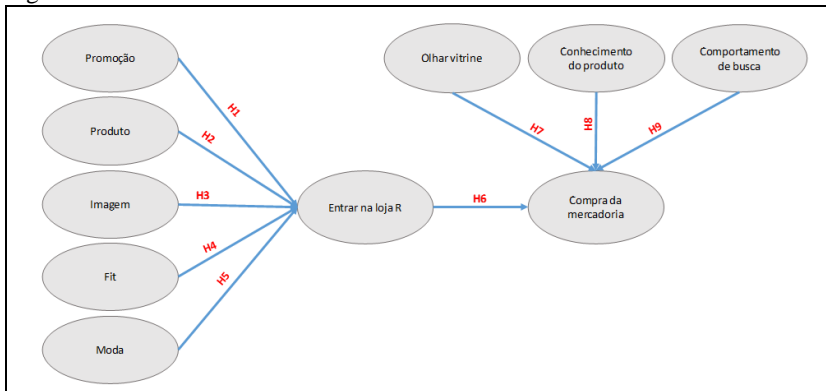 Promoção
Produto
Imagem
Fit
Moda
H1
H2
H3
H4
H5
Entrar na loja R
H6
Olhar vitrine
Conhecimento
do produto
Comportamento
de busca
H7
H8
H9
Compra da
mercadoria